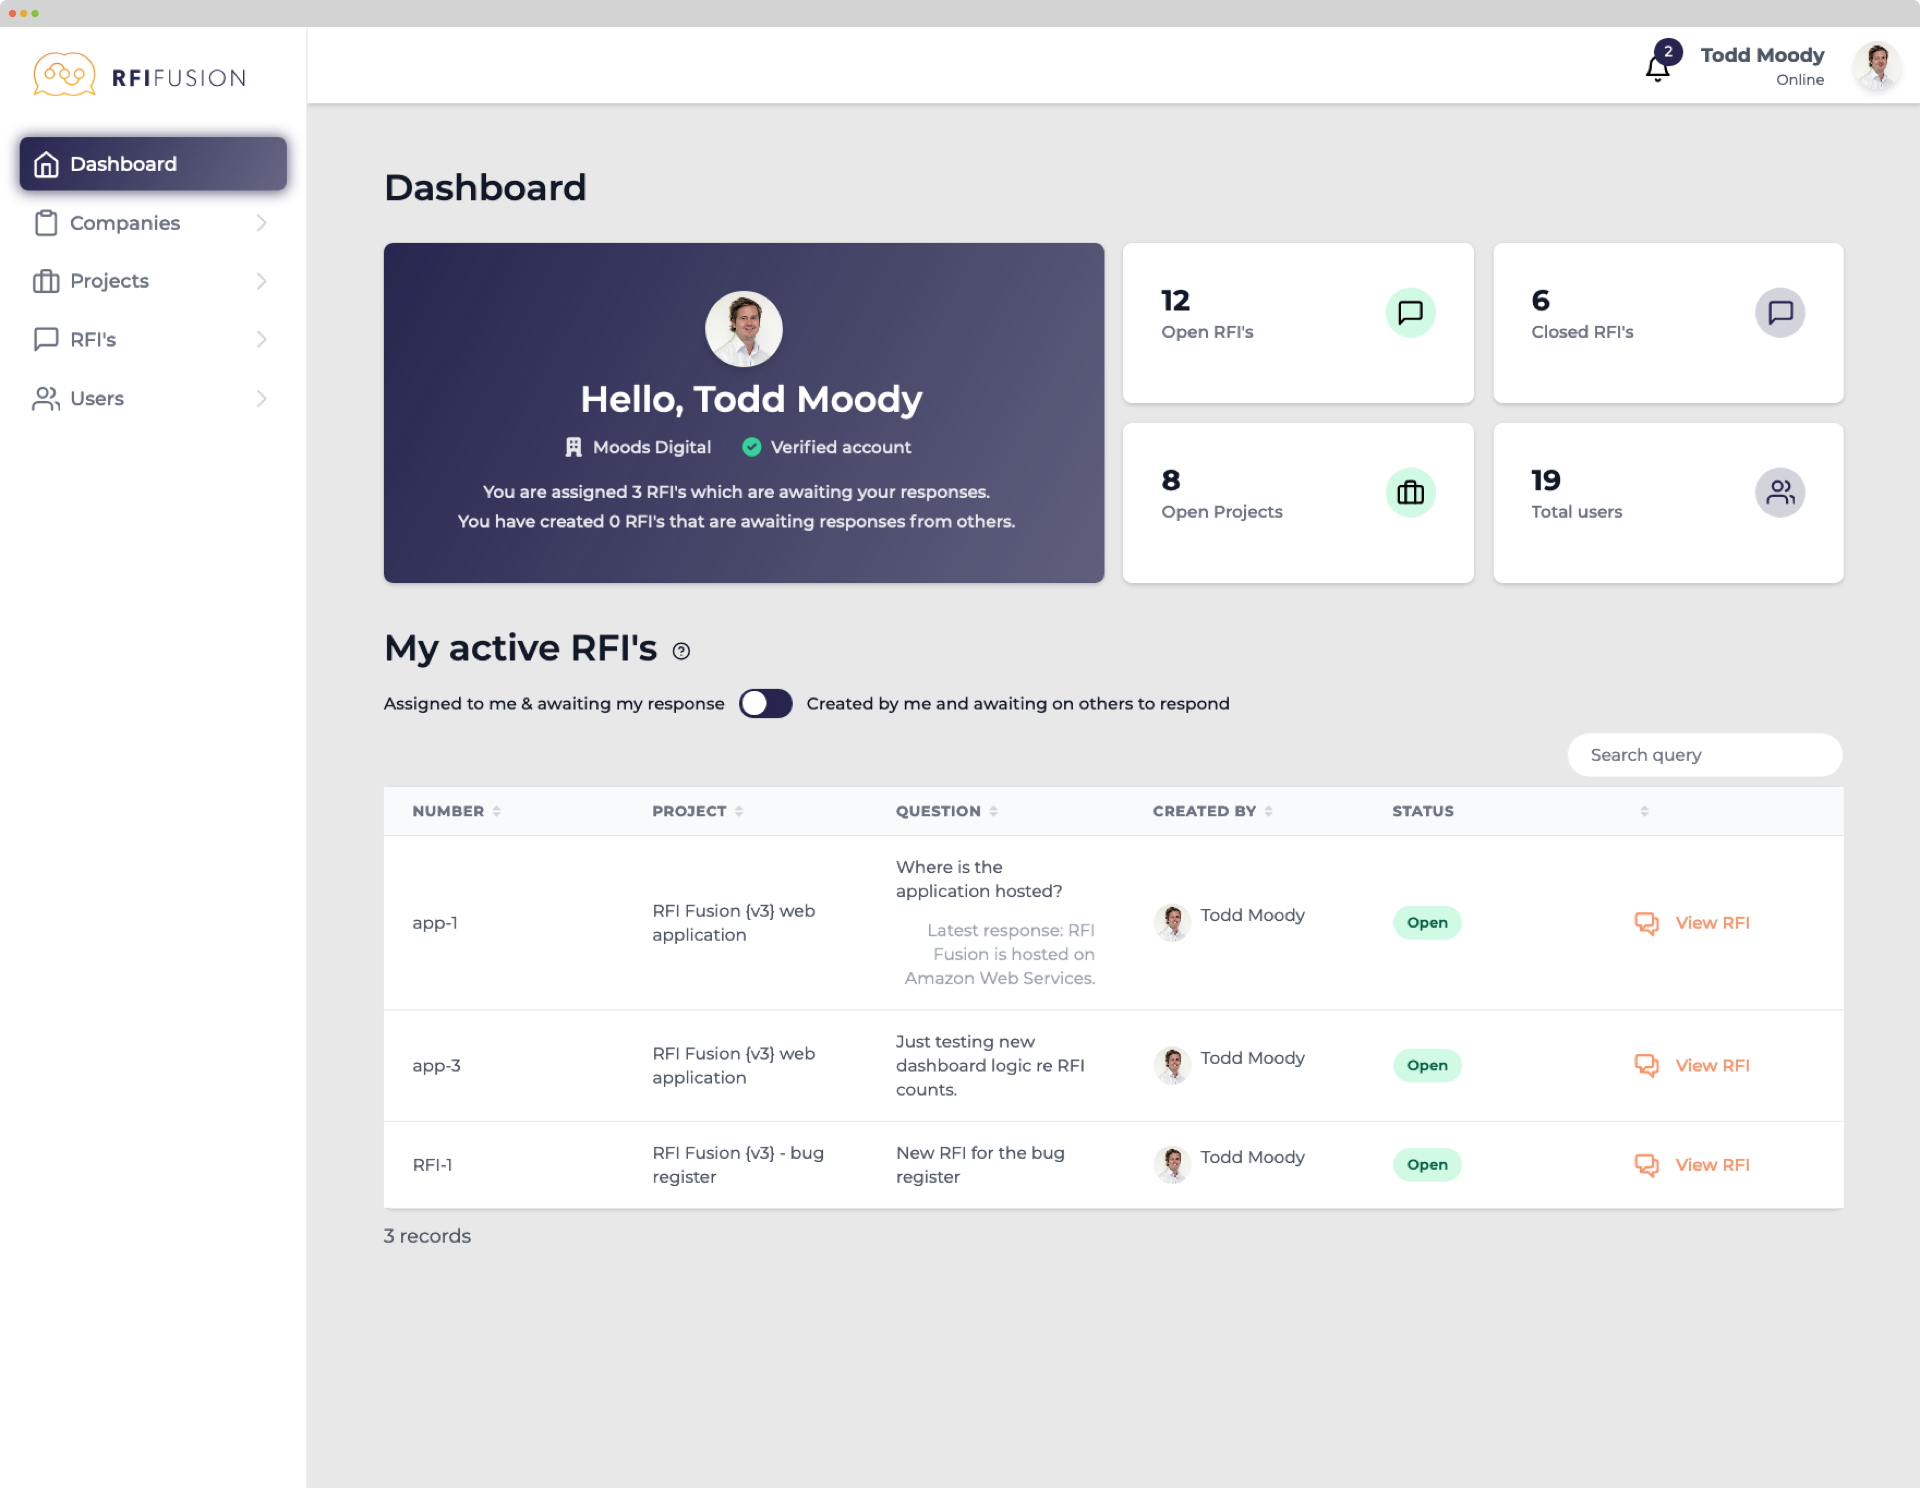 RFIFUSION
2
Todd Moody
Online
Dashboard
Companies
Projects
RFI's
Users
Dashboard
Hello, Todd Moody
Moods Digital
Verified account
You are assigned 3 RFI's which are awaiting your responses.
You have created 0 RFI's that are awaiting responses from others.
12
Open RFI's
6
Closed RFI's
8
Open Projects
19
Total users
My active RFI's
Assigned to me & awaiting my response
Created by me and awaiting on others to respond
Search query
NUMBER PROJECT QUESTION CREATED BY STATUS
app-1
RFI Fusion {v3} web
application
Where is the
application hosted?
Latest response: RFI
Fusion is hosted on
Amazon Web Services.
Todd Moody
Open
View RFI
app-3
RFI Fusion {v3} web
application
Just testing new
dashboard logic re RFI
counts.
Todd Moody
Open
View RFI
RFI-1
RFI Fusion {v3} - bug
register
New RFI for the bug
register
Todd Moody
Open
View RFI
3 records